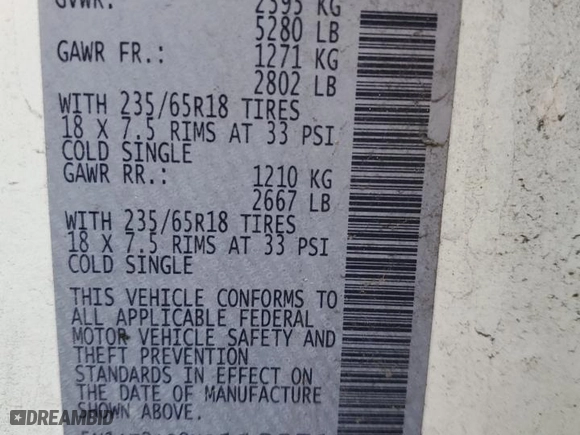 GVWR: 2395 KG
5280 LB
GAWR FR.: 1271 KG
2802 LB
WITH 235/65R18 TIRES
18 X 7.5 RIMS AT 33 PSI
COLD SINGLE
GAWR RR.: 1210 KG
2667 LB
WITH 235/65R18 TIRES
18 X 7.5 RIMS AT 33 PSI
COLD SINGLE
THIS VEHICLE CONFORMS TO
ALL APPLICABLE FEDERAL
MOTOR VEHICLE SAFETY AND
THEFT PREVENTION
STANDARDS IN EFFECT ON
THE DATE OF MANUFACTURE
SHOWN ABOVE.
DREAMBID